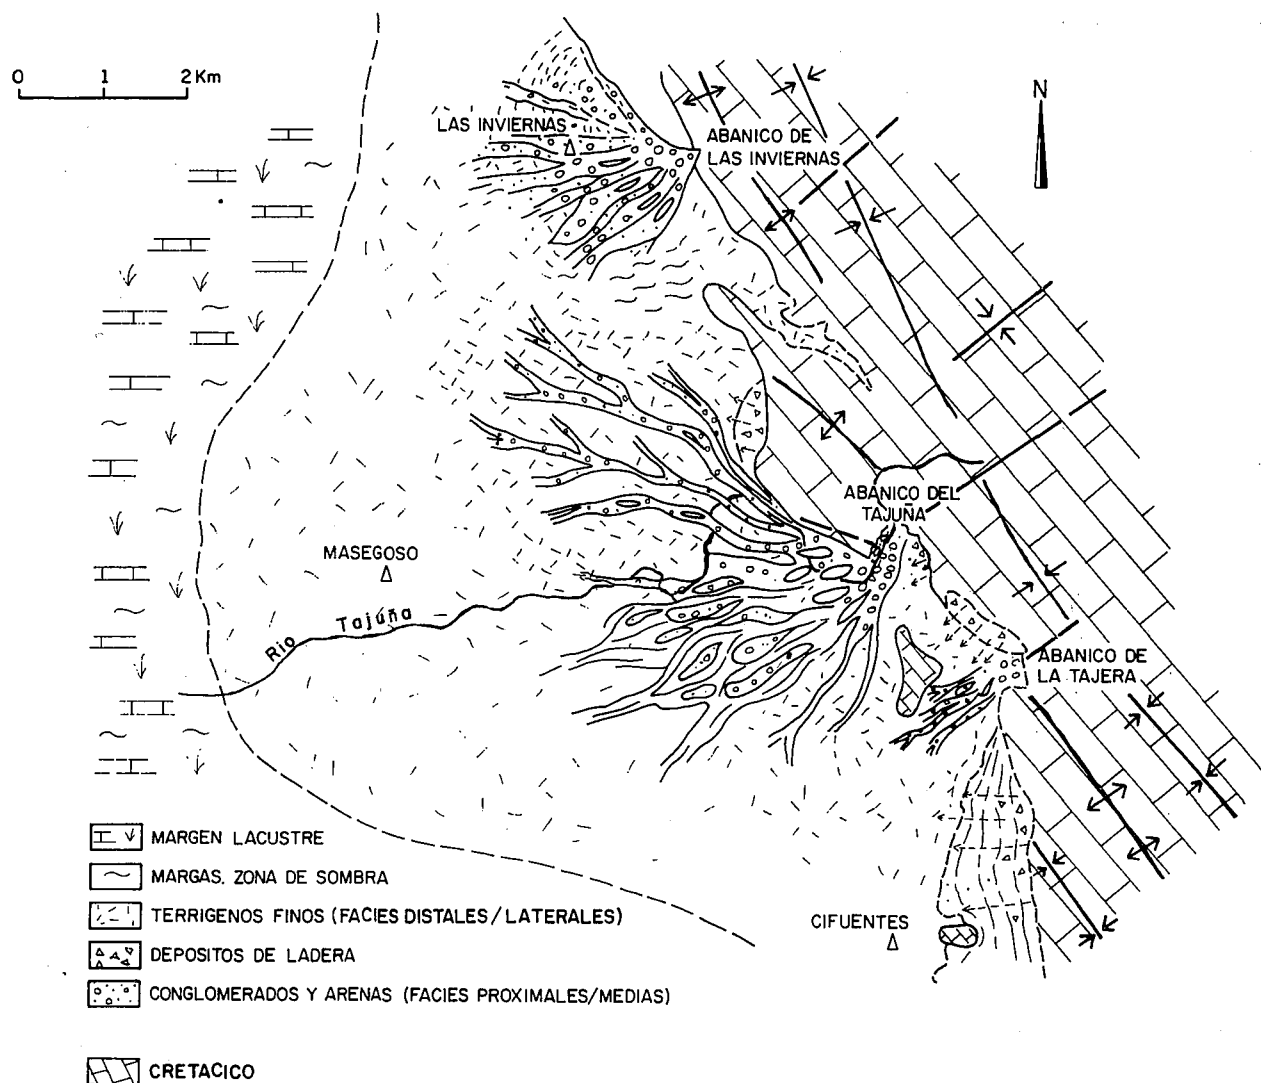 0 1 2 Km
N
LAS INVIERNAS
ABANICO DE
LAS INVIERNAS
ABANICO DEL
TAJUÑA
MASEGOSO
Rio Tajúña
ABANICO DE
LA TAJERA
CIFUENTES
MARGEN LACUSTRE
MARGAS. ZONA DE SOMBRA
TERRIGENOS FINOS (FACIES DISTALES/LATERALES)
DEPOSITOS DE LADERA
CONGLOMERADOS Y ARENAS (FACIES PROXIMALES/MEDIAS)
CRETACICO